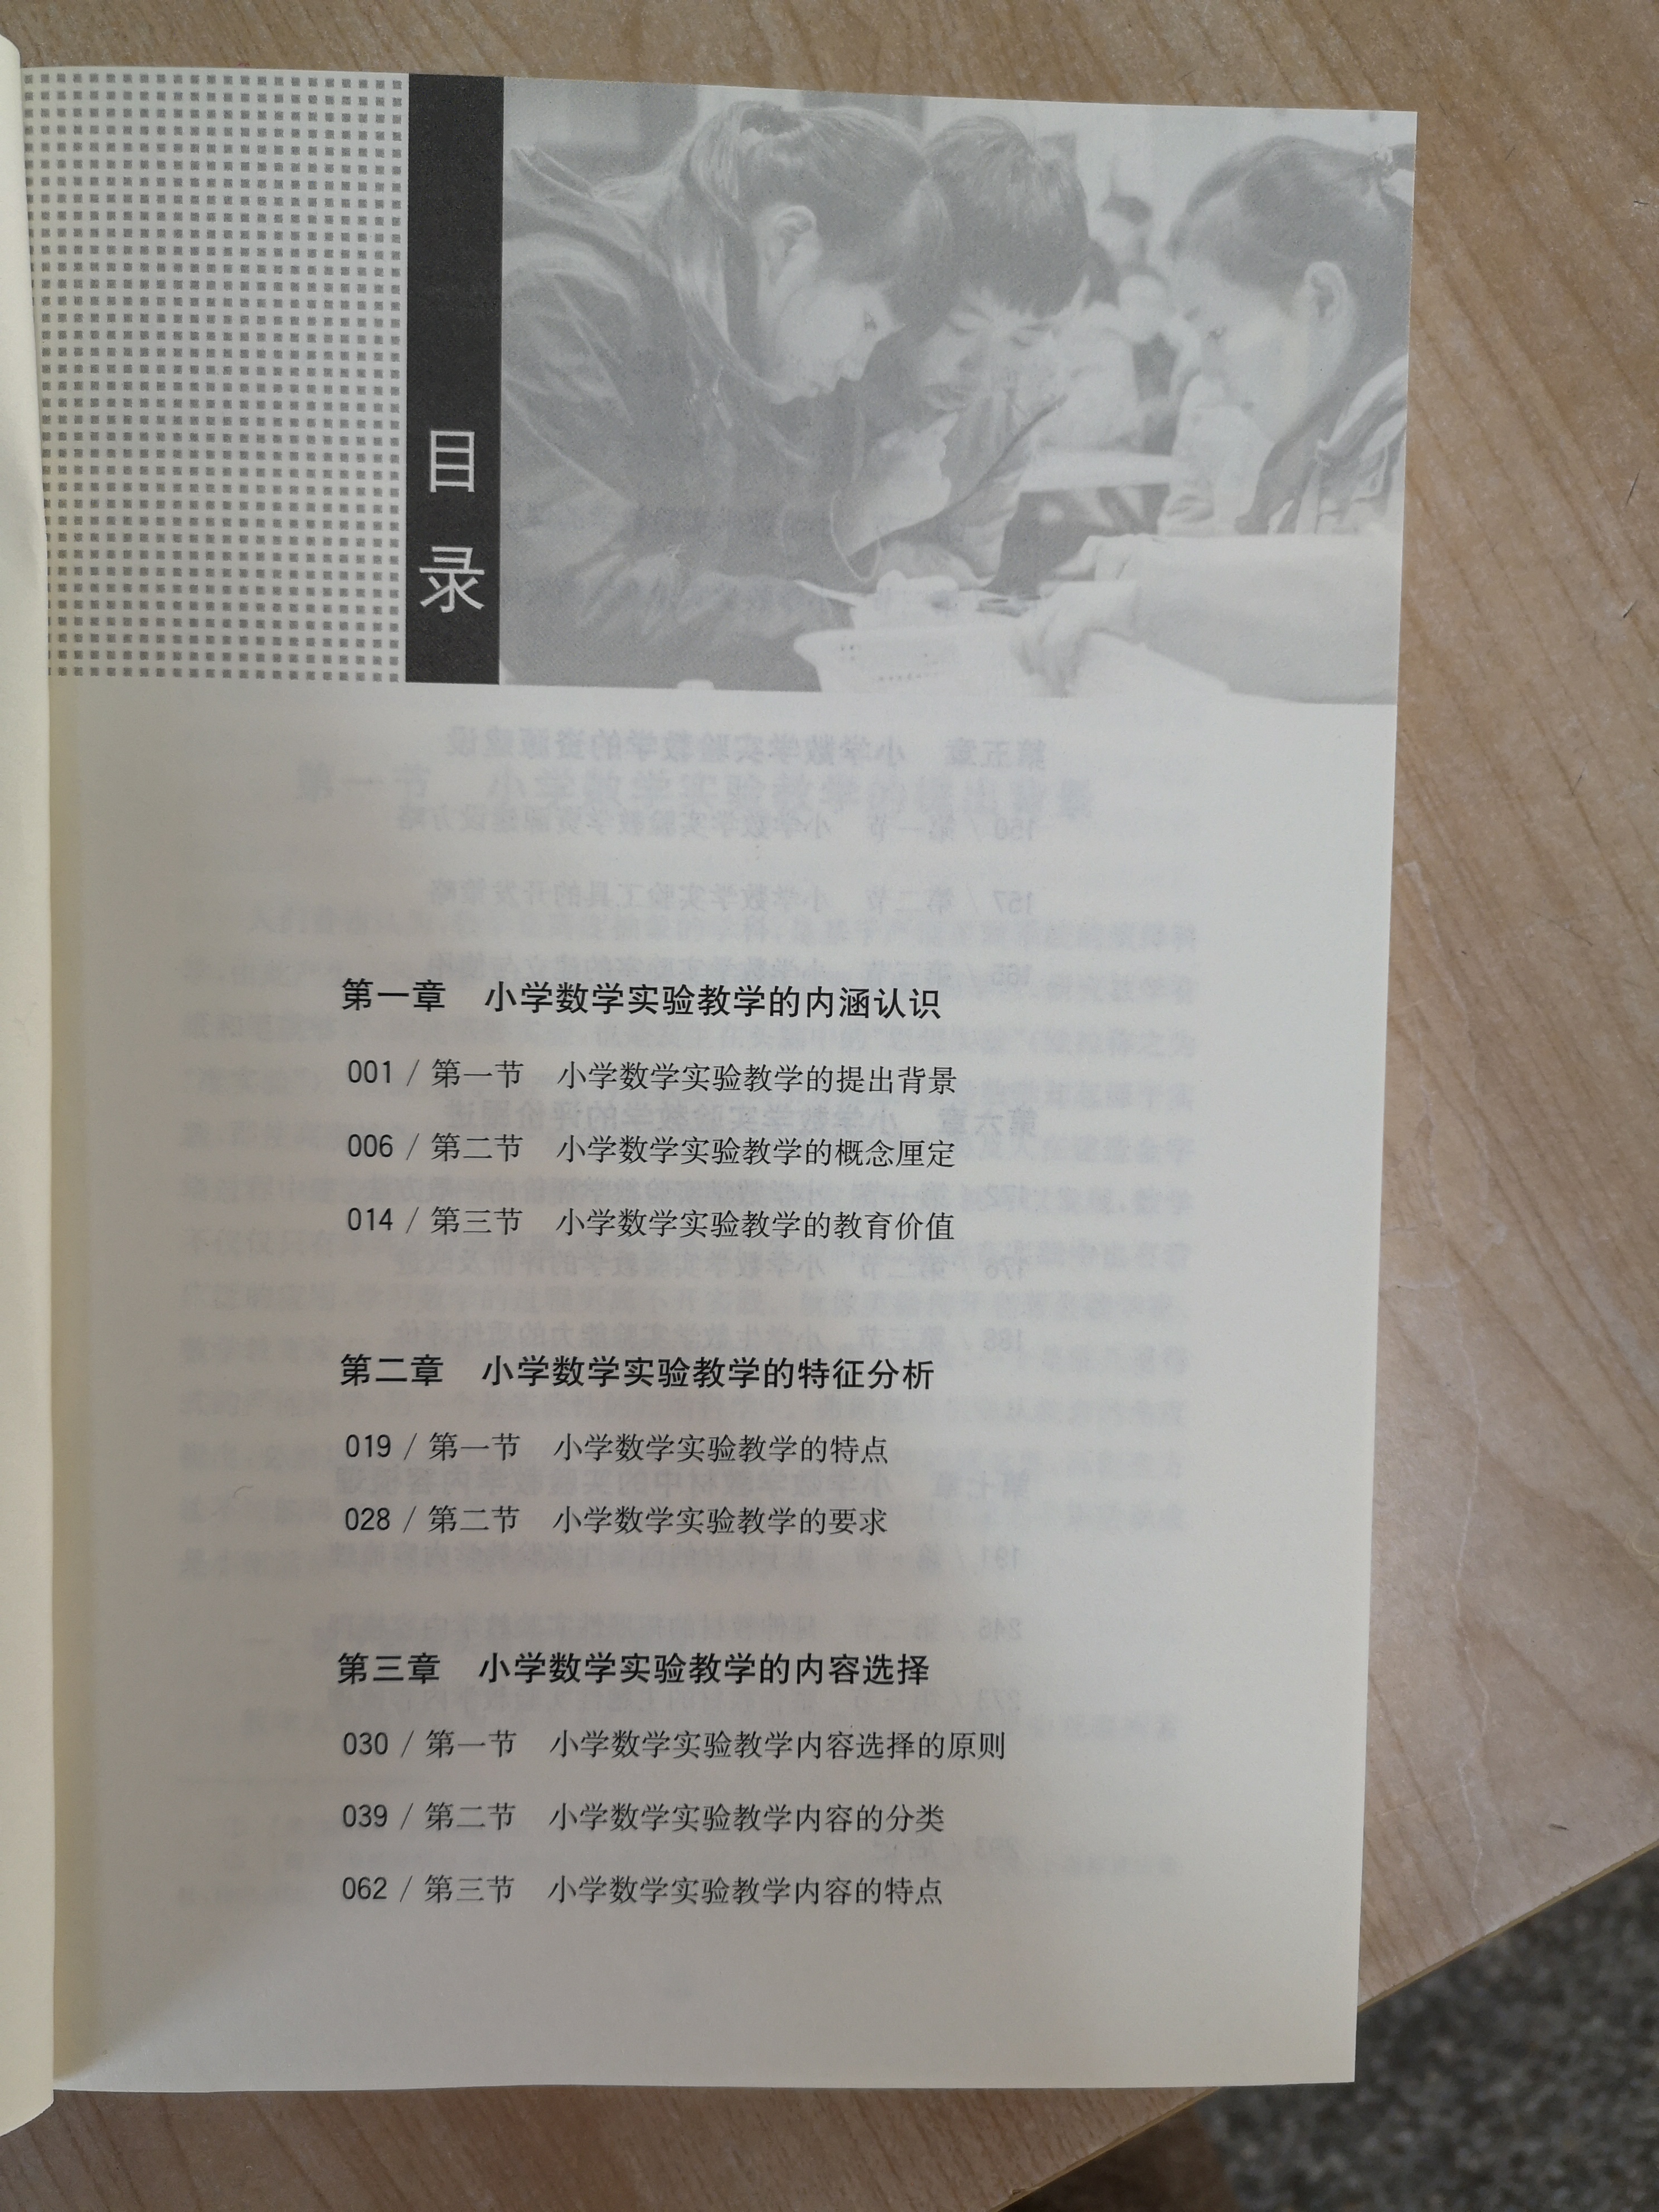 目录
第一章 小学数学实验教学的内涵认识
001 / 第一节 小学数学实验教学的提出背景
006 / 第二节 小学数学实验教学的概念厘定
014 / 第三节 小学数学实验教学的教育价值
第二章 小学数学实验教学的特征分析
019 / 第一节 小学数学实验教学的特点
028 / 第二节 小学数学实验教学的要求
第三章 小学数学实验教学的内容选择
030 / 第一节 小学数学实验教学内容选择的原则
039 / 第二节 小学数学实验教学内容的分类
062 / 第三节 小学数学实验教学内容的特点